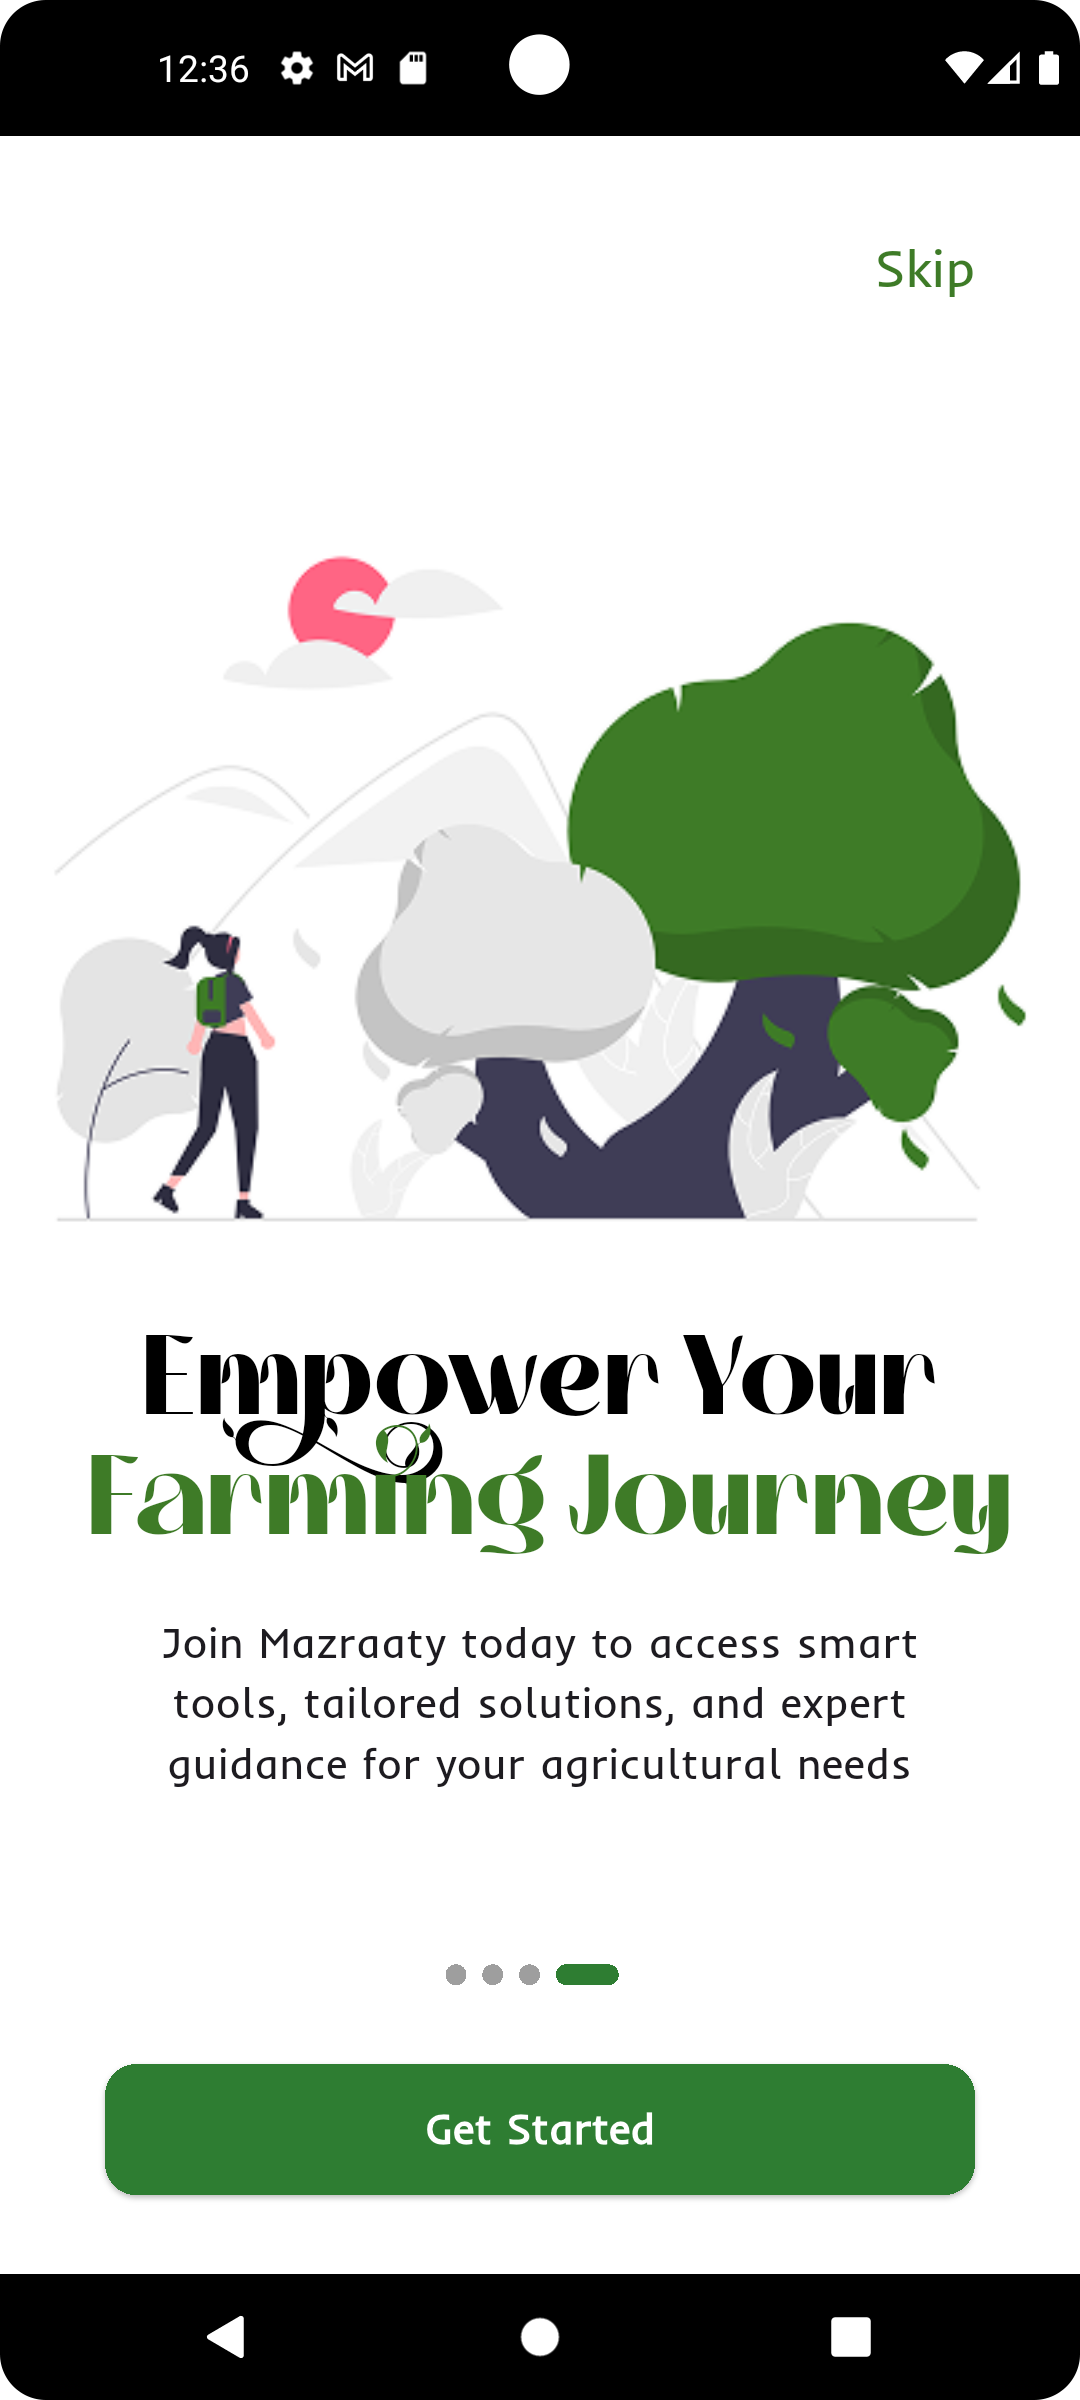 12:36
Skip
Empower Your
Farming Journey
Join Mazraaty today to access smart
tools, tailored solutions, and expert
guidance for your agricultural needs
Get Started